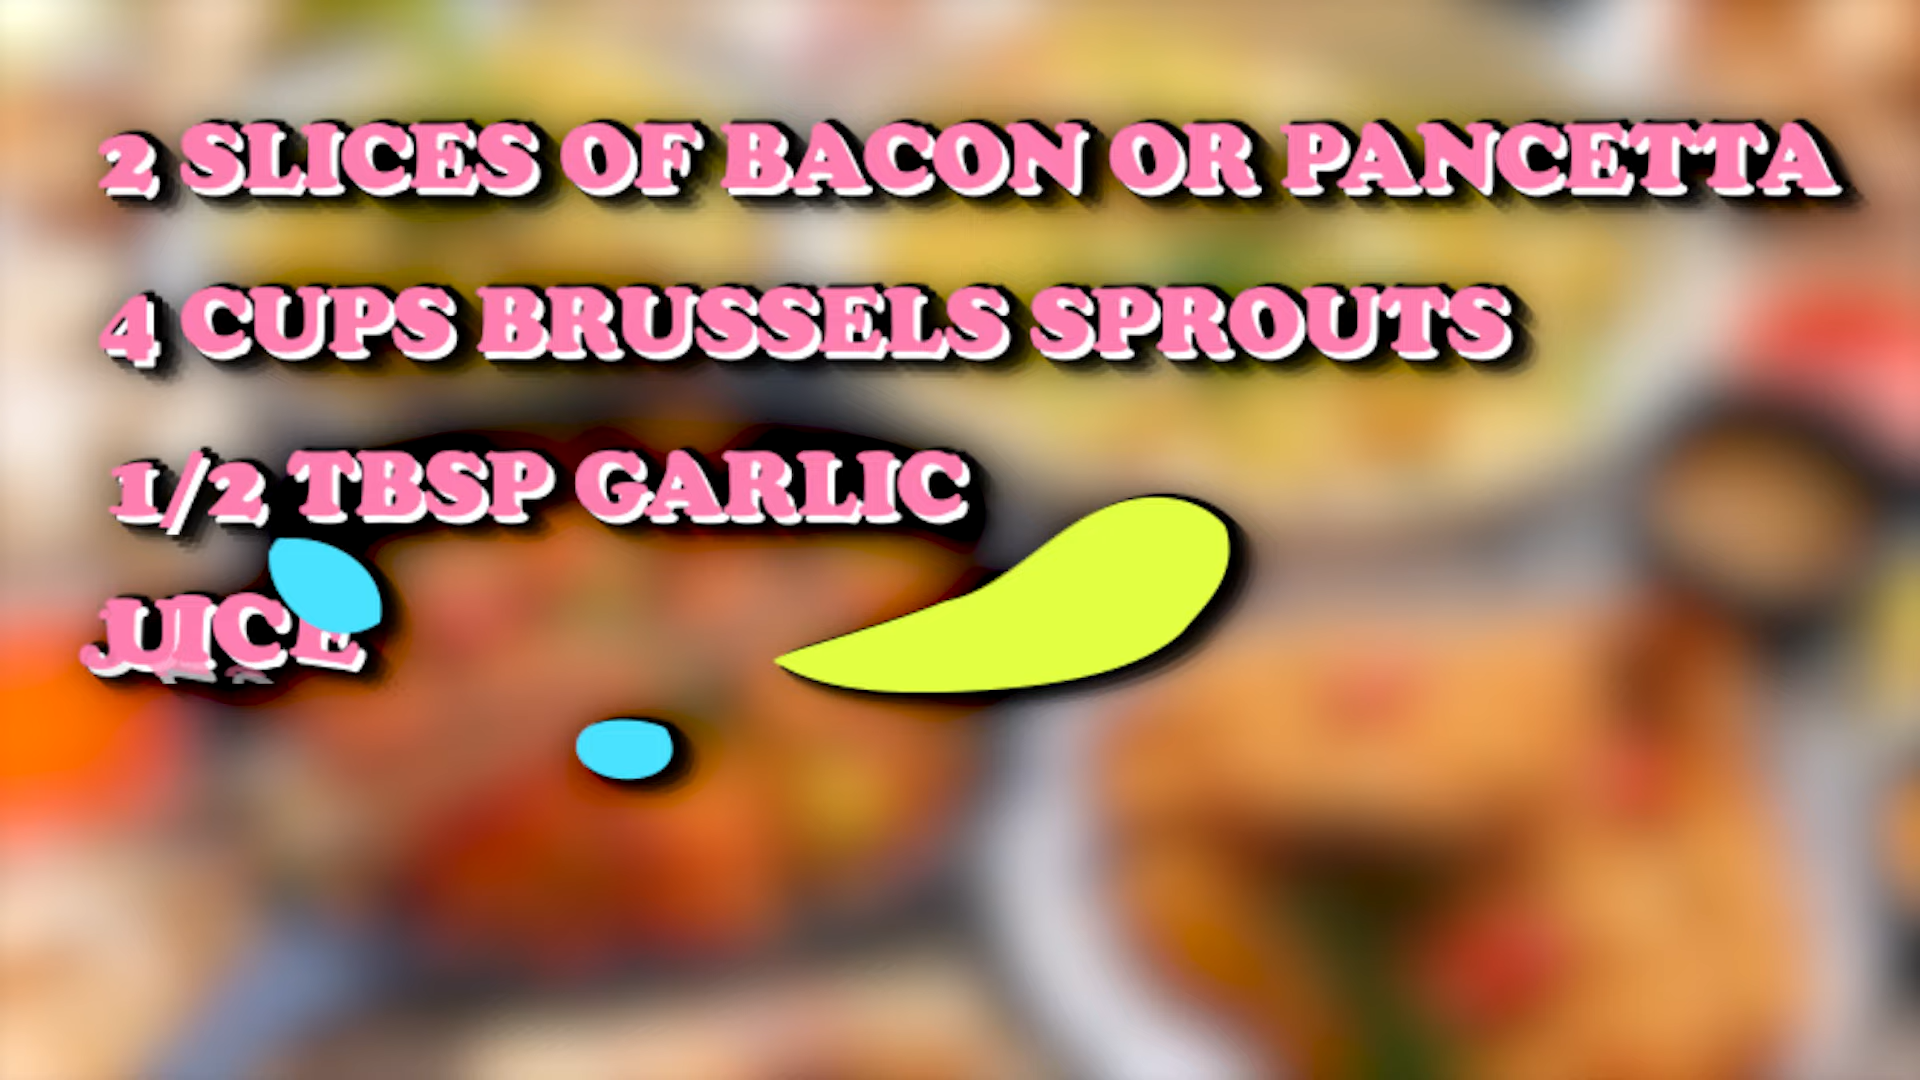 2 SLICES OF BACON OR PANCETTA
4 CUPS BRUSSELS SPROUTS
1/2 TBSP GARLIC
JUICE